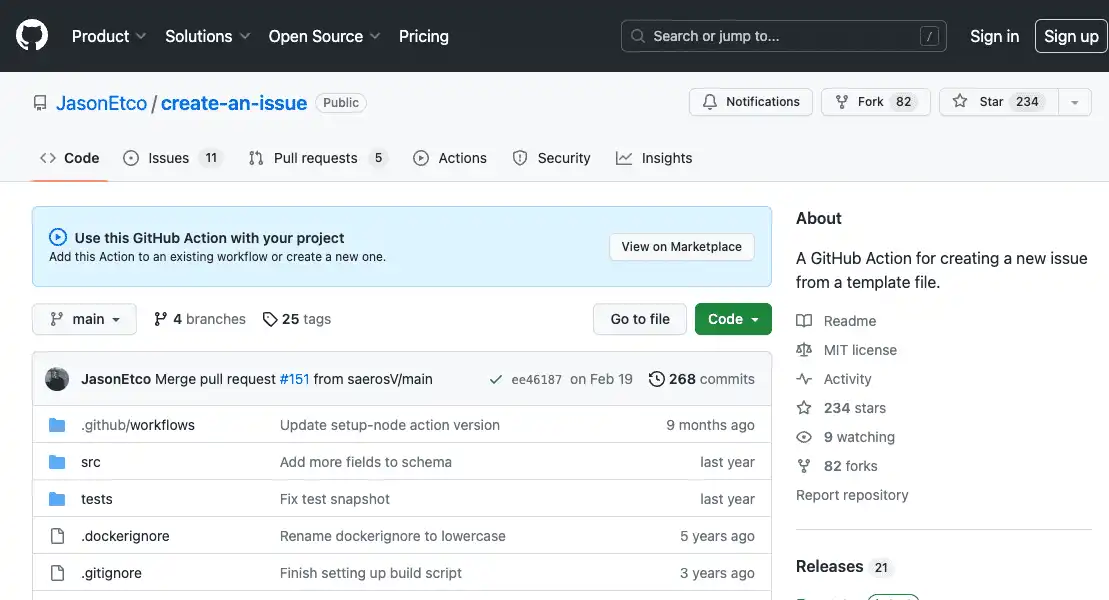 Product Solutions Open Source Pricing Search or jump to... / Sign in Sign up
JasonEtco / create-an-issue Public Notifications Fork 82 Star 234
Code Issues 11 Pull requests 5 Actions Security Insights
Use this GitHub Action with your project
Add this Action to an existing workflow or create a new one.
View on Marketplace
main 4 branches 25 tags Go to file Code
JasonEtco Merge pull request #151 from saerosV/main ee46187 on Feb 19 268 commits
.github/workflows Update setup-node action version 9 months ago
src Add more fields to schema last year
tests Fix test snapshot last year
.dockerignore Rename dockerignore to lowercase 5 years ago
.gitignore Finish setting up build script 3 years ago
About
A GitHub Action for creating a new issue
from a template file.
Readme
MIT license
Activity
234 stars
9 watching
82 forks
Report repository
Releases 21